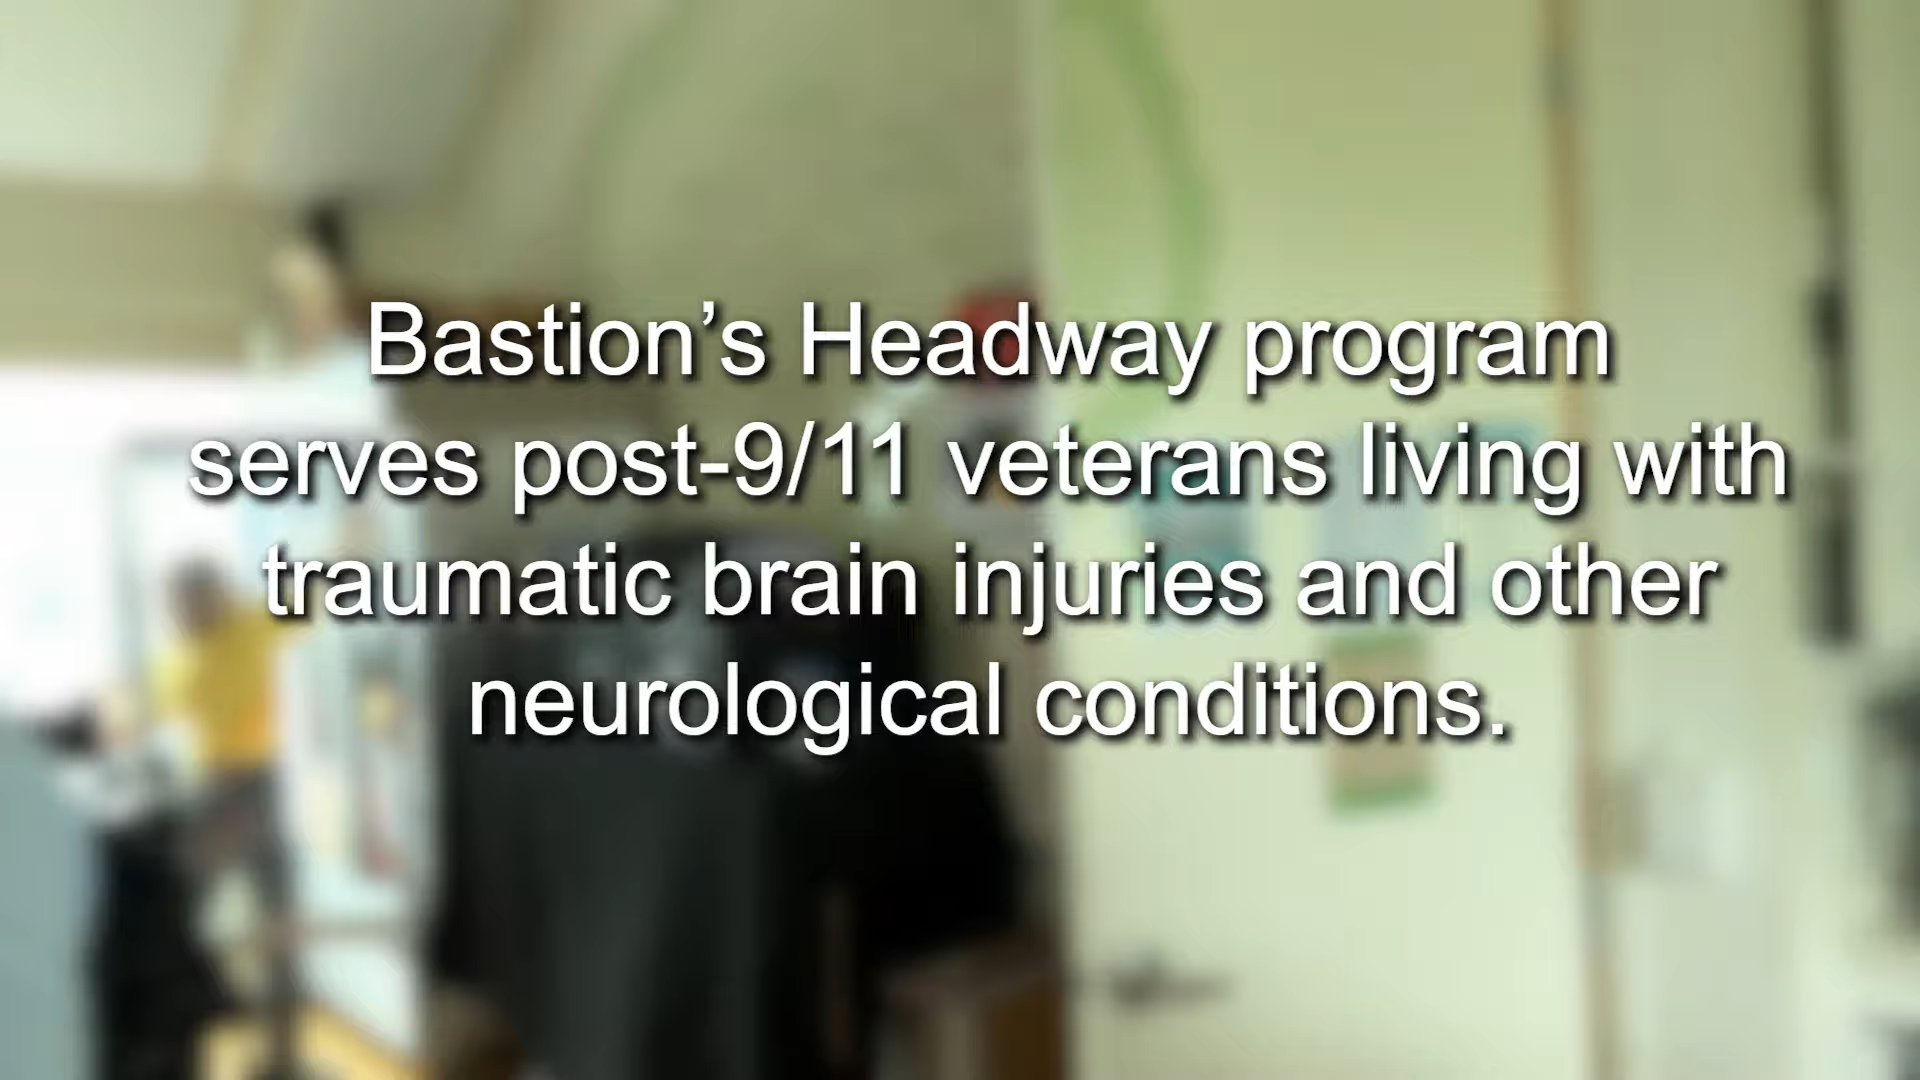 Bastion’s Headway program
serves post-9/11 veterans living with
traumatic brain injuries and other
neurological conditions.